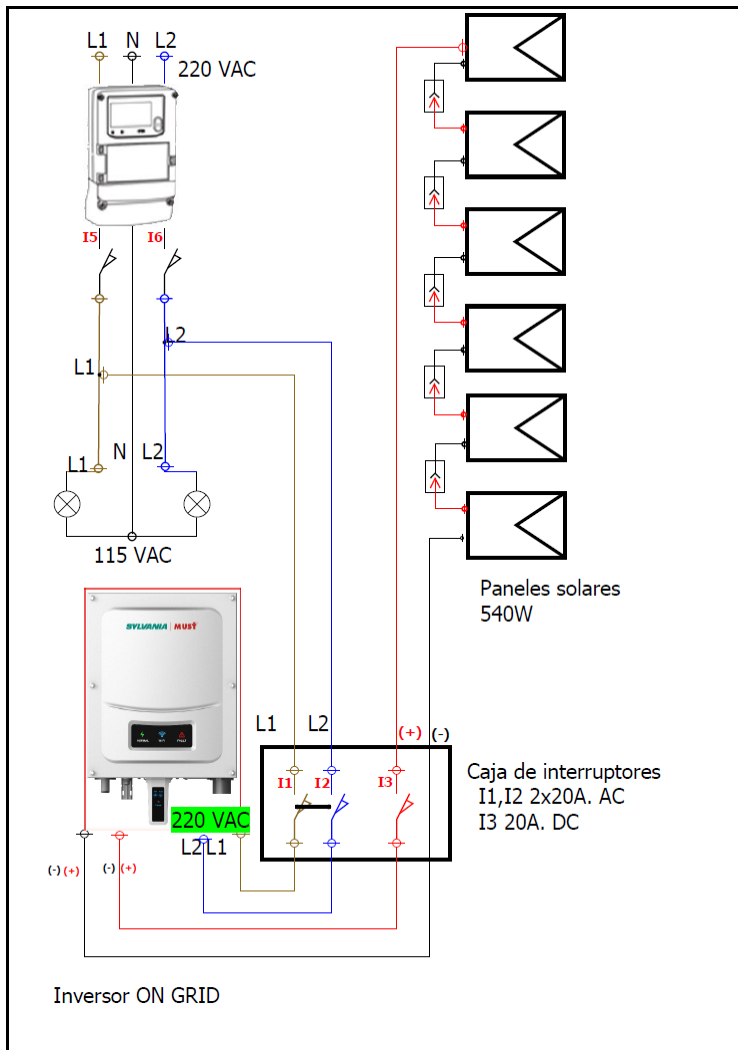 L1 N L2
220 VAC
I5 I6
L2
L1
L1 N L2
115 VAC
Paneles solares
540W
SYLVANIA | MUST
L1 L2 (+) (-)
I1 I2 I3
Caja de interruptores
I1,I2 2x20A. AC
I3 20A. DC
220 VAC
L2 L1
(-) (+) (-) (+)
Inversor ON GRID